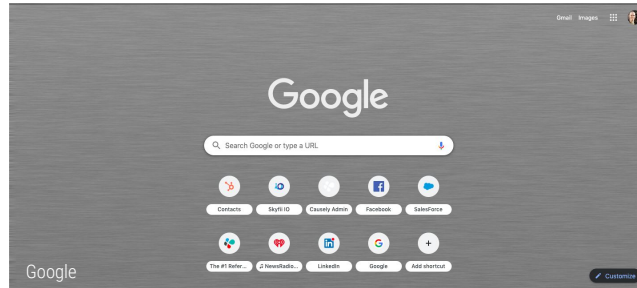 Gmail Images
Google
Search Google or type a URL
Contacts Skyfii IO Causely Admin Facebook SalesForce
The #1 Refer... ♫ NewsRadio... LinkedIn Google Add shortcut
Google
Customize